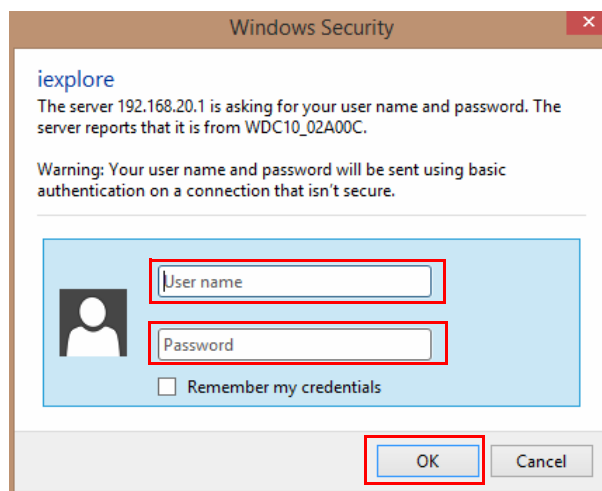 Windows Security
iexplore
The server 192.168.20.1 is asking for your user name and password. The
server reports that it is from WDC10_02A00C.
Warning: Your user name and password will be sent using basic
authentication on a connection that isn't secure.
User name
Password
Remember my credentials
OK Cancel